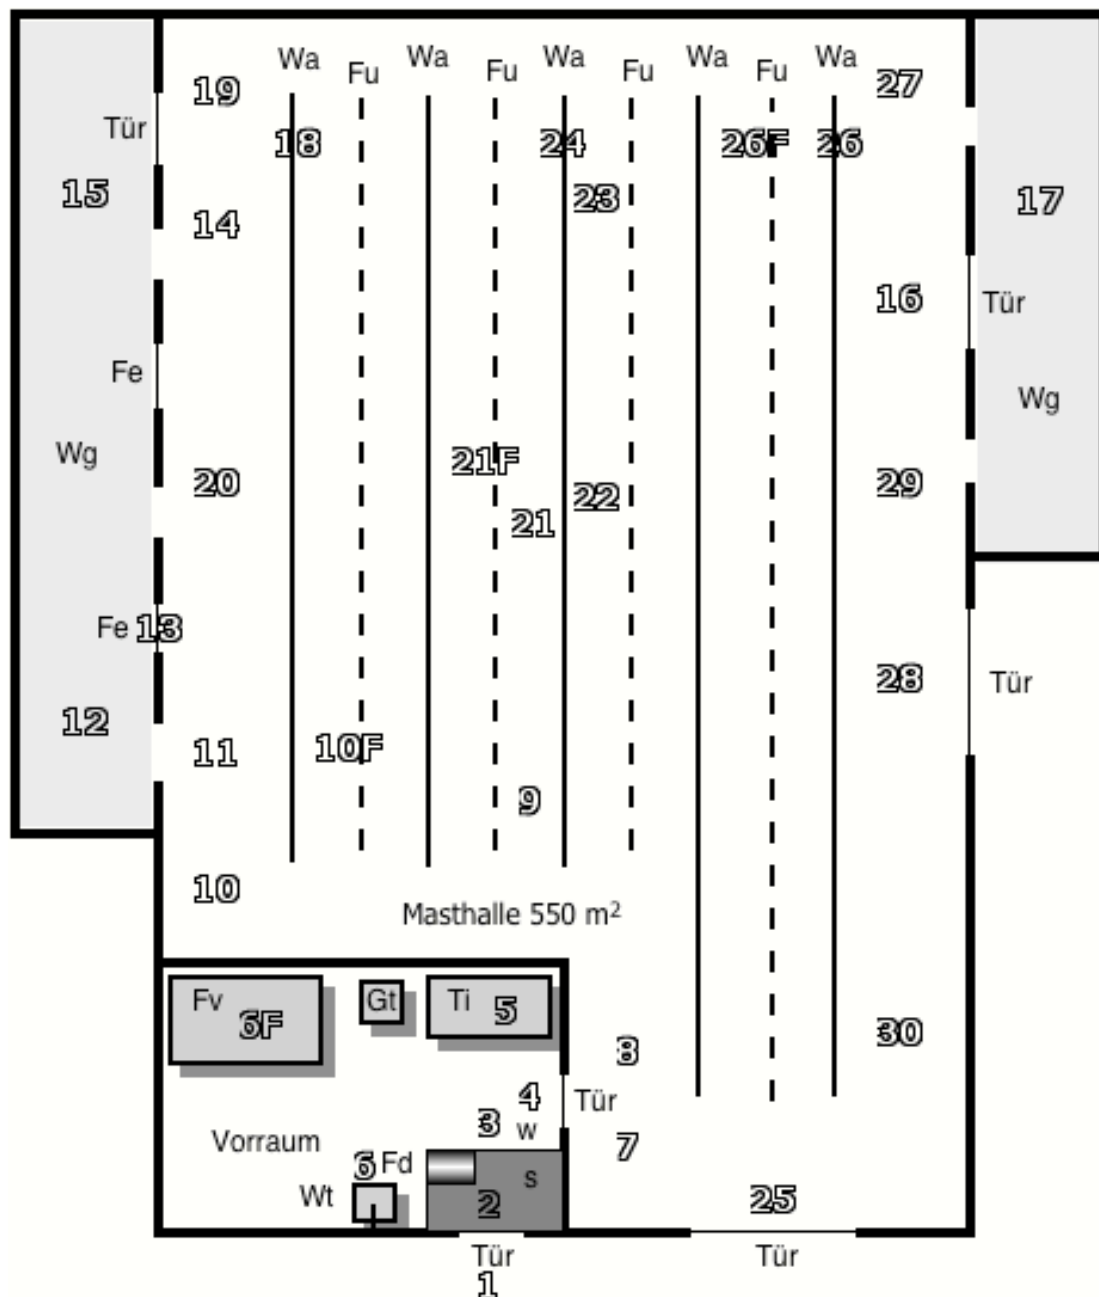 Wa Fu Wa Fu Wa Fu Wa Fu Wa
19 27
Tür 18 24 26F 26
15 23 17
14
16 Tür
Fe
Wg
Wg
21F
20 22 29
21
Fe 13
28 Tür
12
11 10F
9
10
Masthalle 550 m²
Fv 6F Gt Ti 5
30
8
4 Tür
3 w
Vorraum 7
6 Fd
Wt 2 s 25
Tür Tür
1